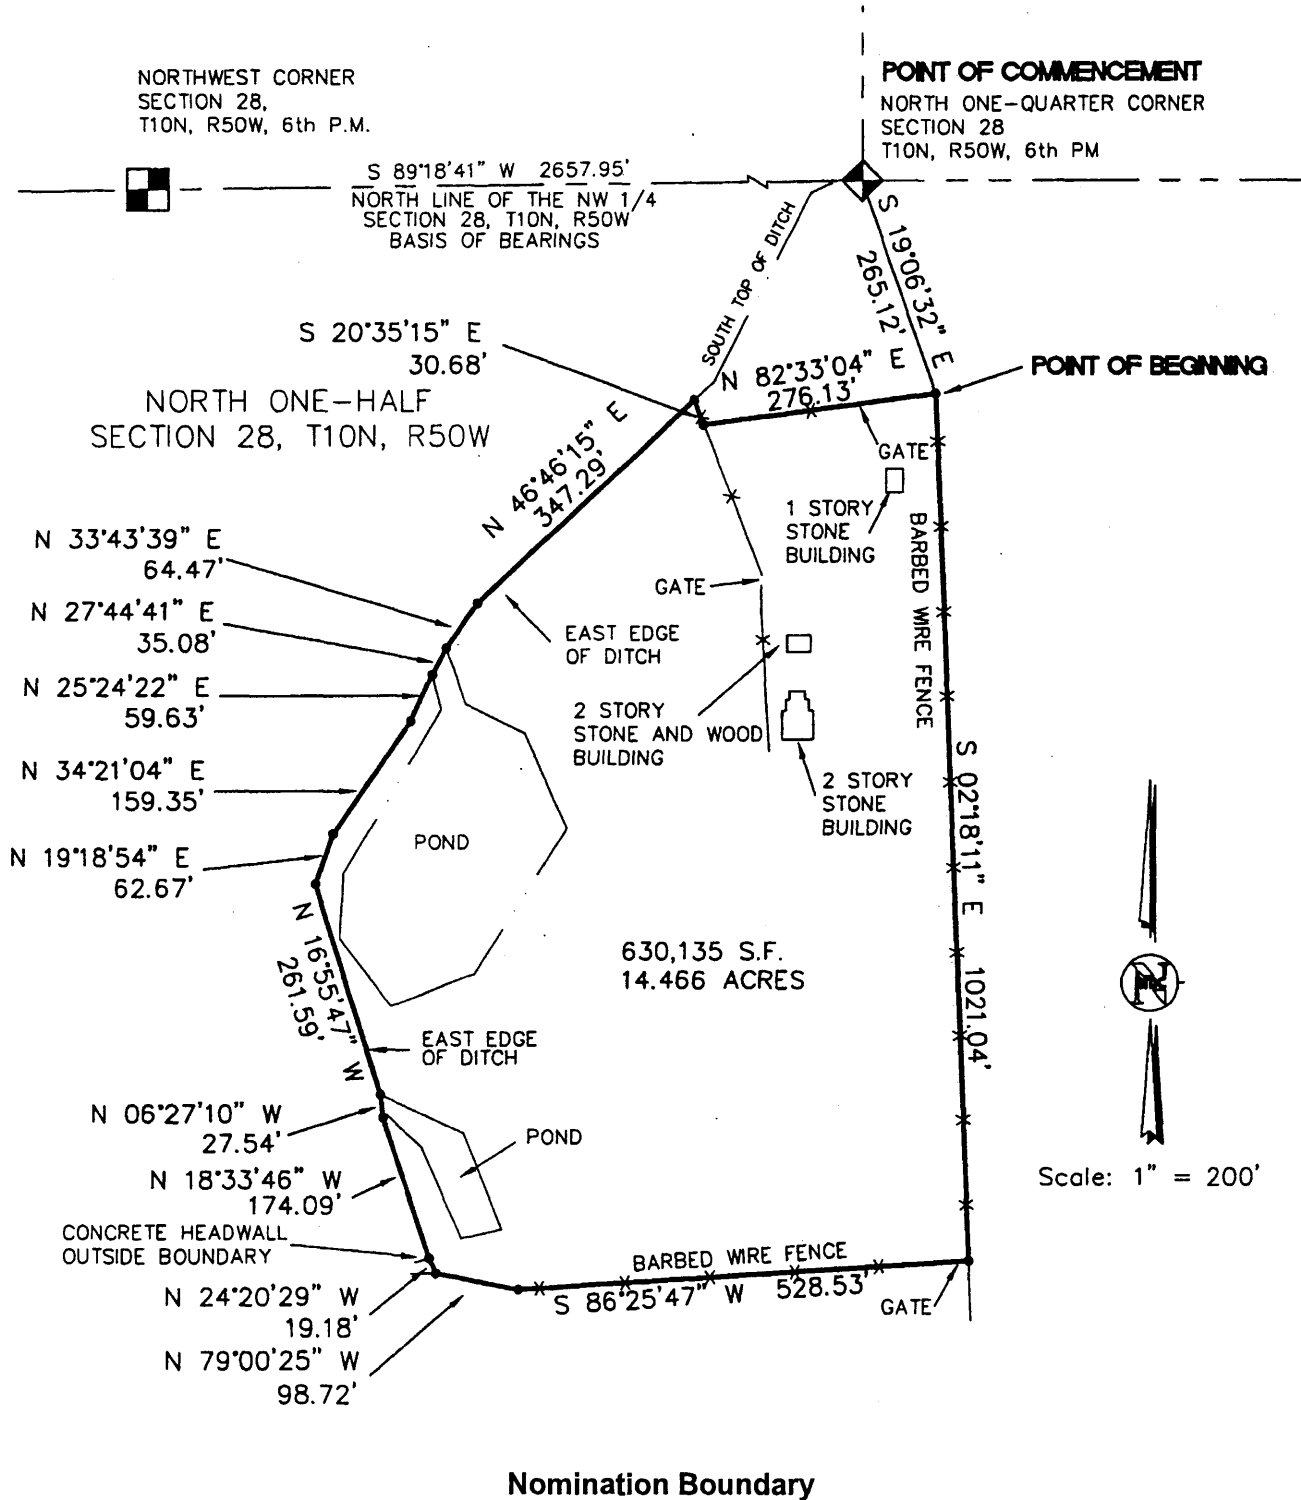 NORTHWEST CORNER
SECTION 28,
T10N, R50W, 6th P.M.
POINT OF COMMENCEMENT
NORTH ONE-QUARTER CORNER
SECTION 28
T10N, R50W, 6th PM
S 89°18'41" W 2657.95'
NORTH LINE OF THE NW 1/4
SECTION 28, T10N, R50W
BASIS OF BEARINGS
SOUTH TOP OF DITCH
S 19°06'32" E
265.12'
S 20°35'15" E
30.68'
N 82°33'04" E
276.13'
POINT OF BEGINNING
NORTH ONE-HALF
SECTION 28, T10N, R50W
N 46°46'15" E
347.29'
GATE
1 STORY
STONE
BUILDING
BARBED WIRE FENCE
N 33°43'39" E
64.47'
GATE
N 27°44'41" E
35.08'
EAST EDGE
OF DITCH
N 25°24'22" E
59.63'
2 STORY
STONE AND WOOD
BUILDING
N 34°21'04" E
159.35'
2 STORY
STONE
BUILDING
S 02°18'11" E 1021.04'
POND
N 19°18'54" E
62.67'
N 16°55'47" W
261.59'
630,135 S.F.
14.466 ACRES
N
EAST EDGE
OF DITCH
N 06°27'10" W
27.54'
POND
N 18°33'46" W
174.09'
Scale: 1" = 200'
CONCRETE HEADWALL
OUTSIDE BOUNDARY
BARBED WIRE FENCE
S 86°25'47" W 528.53'
GATE
N 24°20'29" W
19.18'
N 79°00'25" W
98.72'
Nomination Boundary